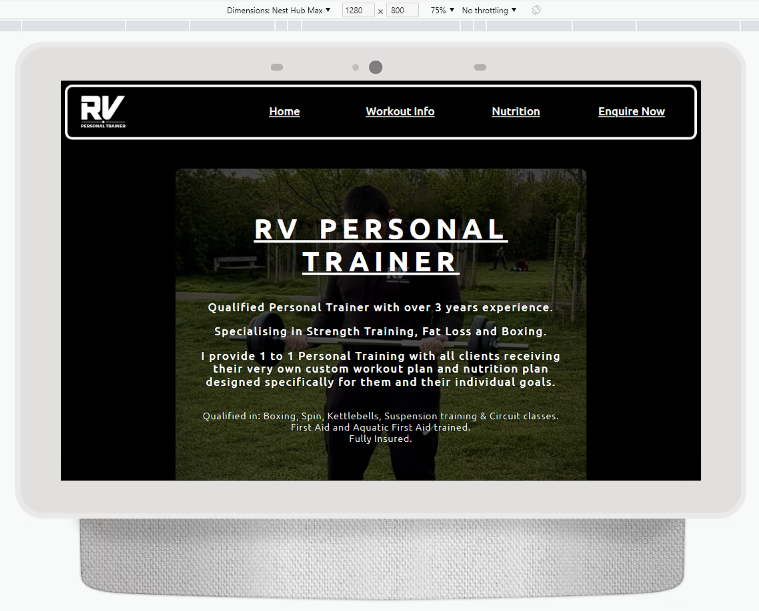 Dimensions: Nest Hub Max 1280 x 800 75% No throttling
RV
PERSONAL TRAINER
Home Workout Info Nutrition Enquire Now
RV PERSONAL
TRAINER
Qualified Personal Trainer with over 3 years experience.
Specialising in Strength Training, Fat Loss and Boxing.
I provide 1 to 1 Personal Training with all clients receiving
their very own custom workout plan and nutrition plan
designed specifically for them and their individual goals.
Qualified in: Boxing, Spin, Kettlebells, Suspension training & Circuit classes.
First Aid and Aquatic First Aid trained.
Fully Insured.